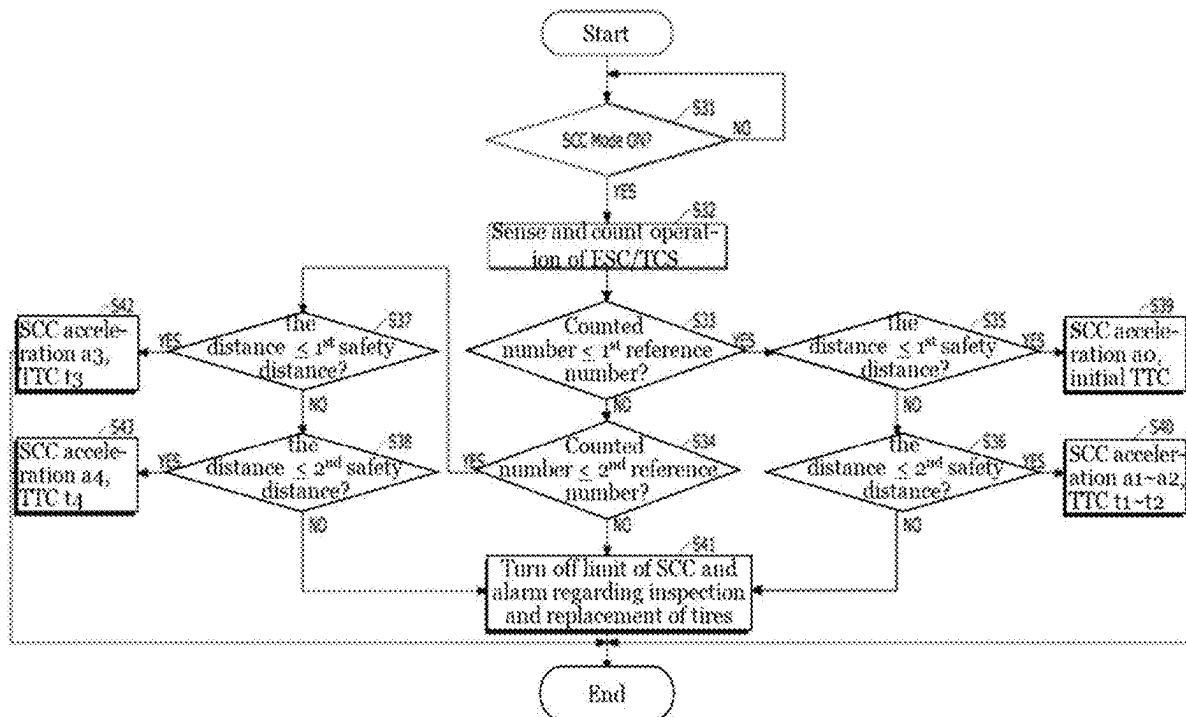 Start
S31
SCC Mode ON?
NO
YES
S32
Sense and count operat-
ion of ESC/TCS
S42
SCC accele-
ration a3,
TTC t3
YES
S37
the
distance ≤ 1st safety
distance?
NO
S33
Counted
number ≤ 1st reference
number?
YES
NO
S35
the
distance ≤ 1st safety
distance?
YES
NO
S39
SCC accele-
ration a0,
initial TTC
S43
SCC accele-
ration a4,
TTC t4
YES
S38
the
distance ≤ 2nd safety
distance?
NO
YES
S34
Counted
number ≤ 2nd reference
number?
NO
S36
the
distance ≤ 2nd safety
distance?
YES
NO
S40
SCC acceler-
ation a1~a2,
TTC t1~t2
S41
Turn off limit of SCC and
alarm regarding inspection
and replacement of tires
End